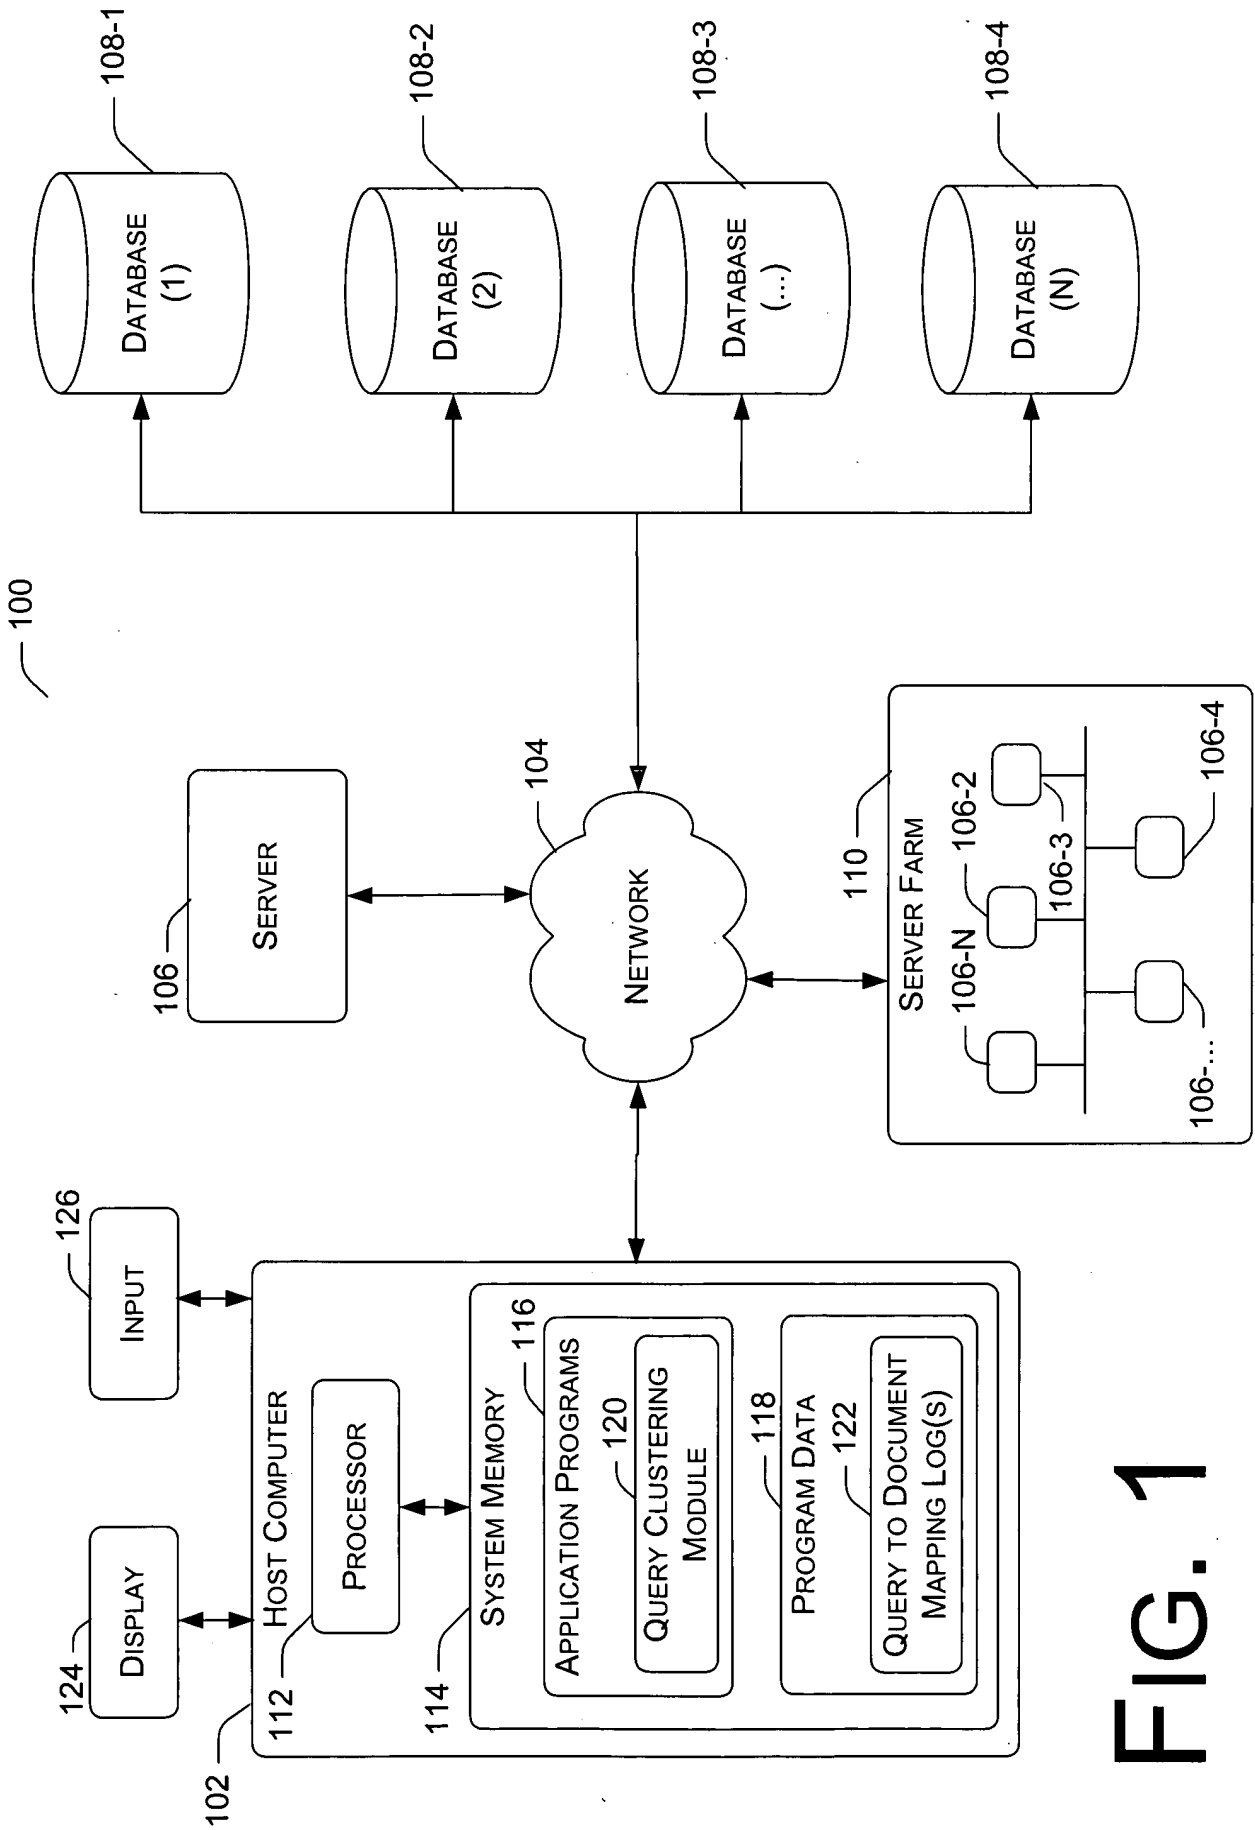 100
124
DISPLAY
126
INPUT
102
HOST COMPUTER
112
PROCESSOR
114
SYSTEM MEMORY
116
APPLICATION PROGRAMS
120
QUERY CLUSTERING
MODULE
118
PROGRAM DATA
122
QUERY TO DOCUMENT
MAPPING LOG(S)
106
SERVER
104
NETWORK
110
SERVER FARM
106-N
106-2
106-3
106-...
106-4
108-1
DATABASE
(1)
108-2
DATABASE
(2)
108-3
DATABASE
(...)
108-4
DATABASE
(N)
FIG. 1